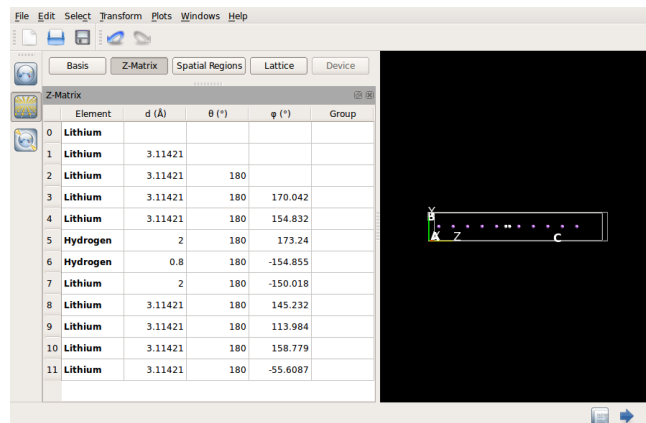 File Edit Select Transform Plots Windows Help
Basis Z-Matrix Spatial Regions Lattice Device
Z-Matrix
Element d (Å) θ (°) φ (°) Group
0 Lithium
1 Lithium 3.11421
2 Lithium 3.11421 180
3 Lithium 3.11421 180 170.042
4 Lithium 3.11421 180 154.832
5 Hydrogen 2 180 173.24
6 Hydrogen 0.8 180 -154.855
7 Lithium 2 180 -150.018
8 Lithium 3.11421 180 145.232
9 Lithium 3.11421 180 113.984
10 Lithium 3.11421 180 158.779
11 Lithium 3.11421 180 -55.6087
Y
B
A Z C